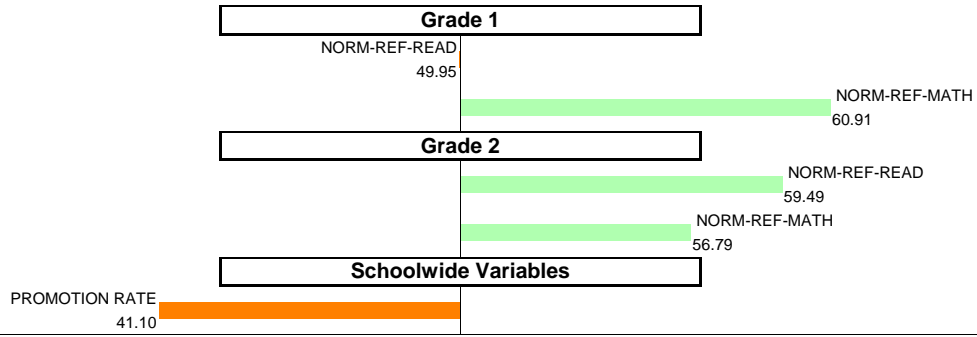 Grade 1
NORM-REF-READ
49.95
NORM-REF-MATH
60.91
Grade 2
NORM-REF-READ
59.49
NORM-REF-MATH
56.79
Schoolwide Variables
PROMOTION RATE
41.10